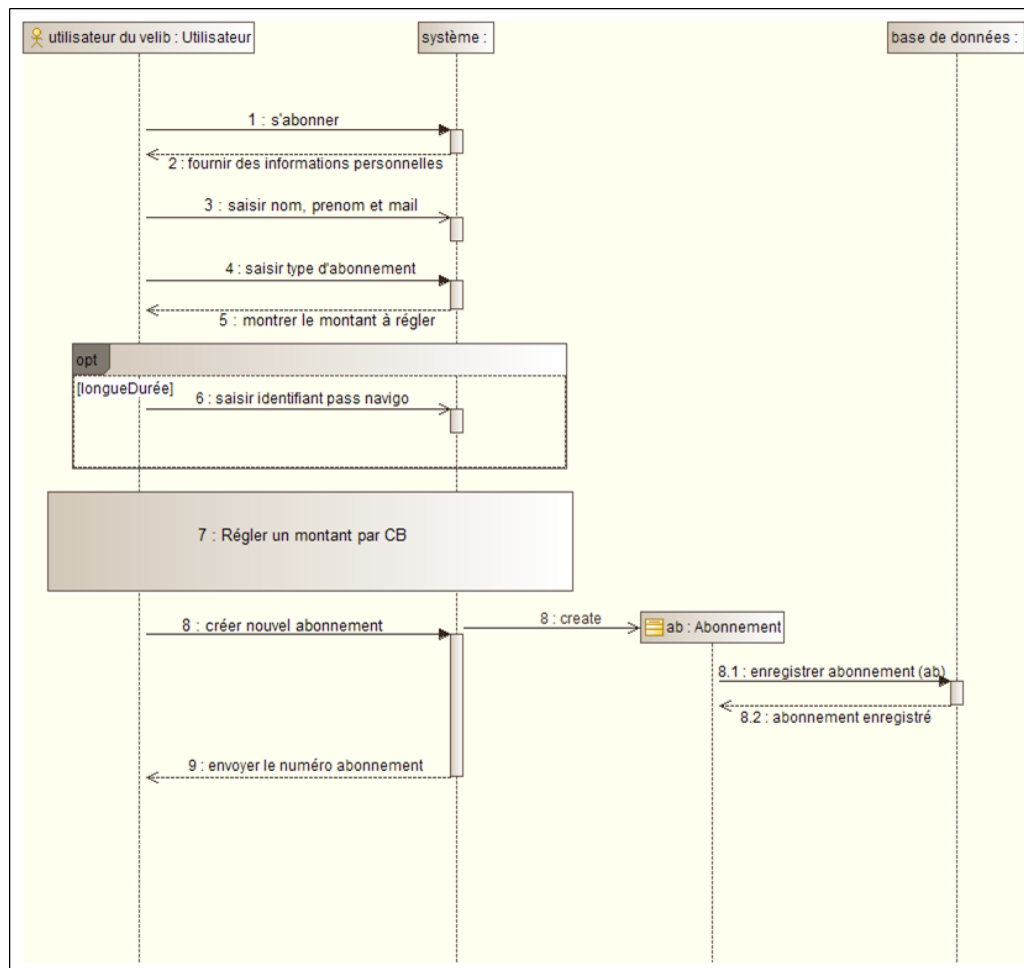 utilisateur du velib : Utilisateur
système :
base de données :
1 : s'abonner
2 : fournir des informations personnelles
3 : saisir nom, prenom et mail
4 : saisir type d'abonnement
5 : montrer le montant à régler
opt
[longueDurée]
6 : saisir identifiant pass navigo
7 : Régler un montant par CB
8 : créer nouvel abonnement
8 : create
ab : Abonnement
8.1 : enregistrer abonnement (ab)
8.2 : abonnement enregistré
9 : envoyer le numéro abonnement